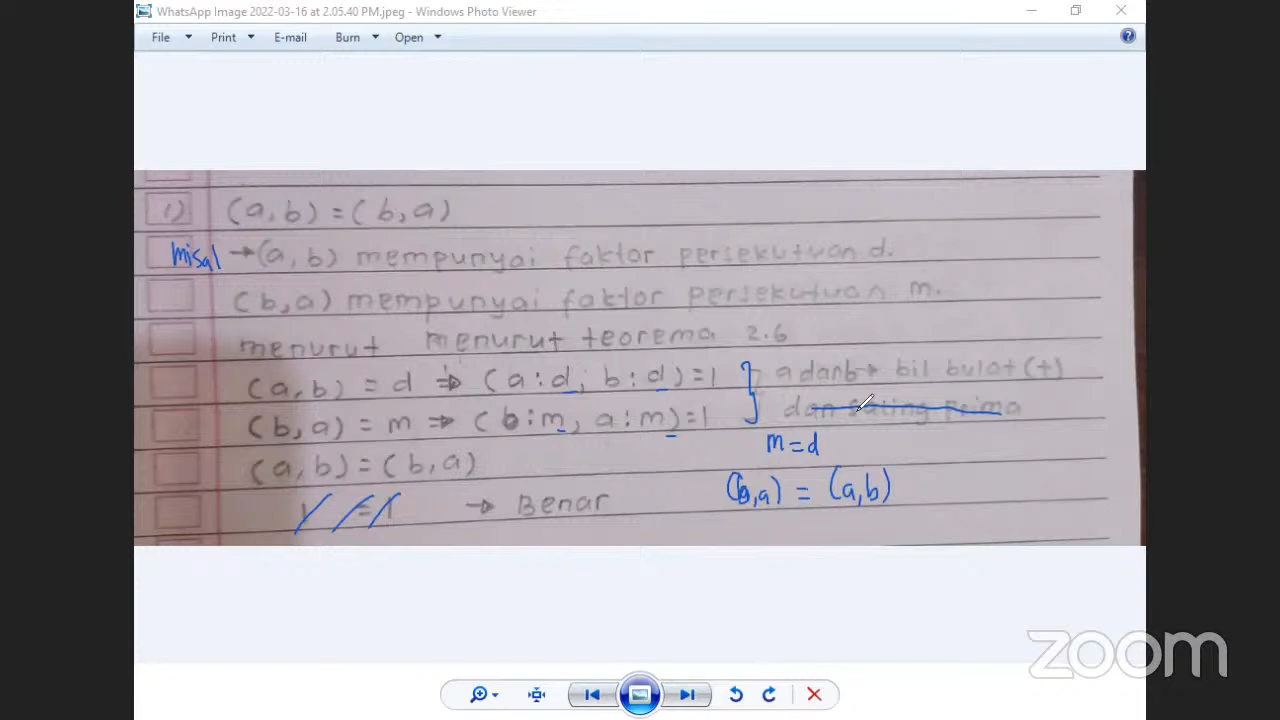 WhatsApp Image 2022-03-16 at 2.05.40 PM.jpeg - Windows Photo Viewer
File Print E-mail Burn Open
1) (a,b) = (b,a)
misal → (a,b) mempunyai faktor persekutuan d.
(b,a) mempunyai faktor persekutuan m.
menurut menurut teorema 2.6
(a,b) = d ⇒ (a:d, b:d) = 1 } a dan b → bil bulat (+)
(b,a) = m ⇒ (b:m, a:m) = 1 dan saling prima
m = d
(a,b) = (b,a)
(b,a) = (a,b)
1 = 1 → Benar
zoom